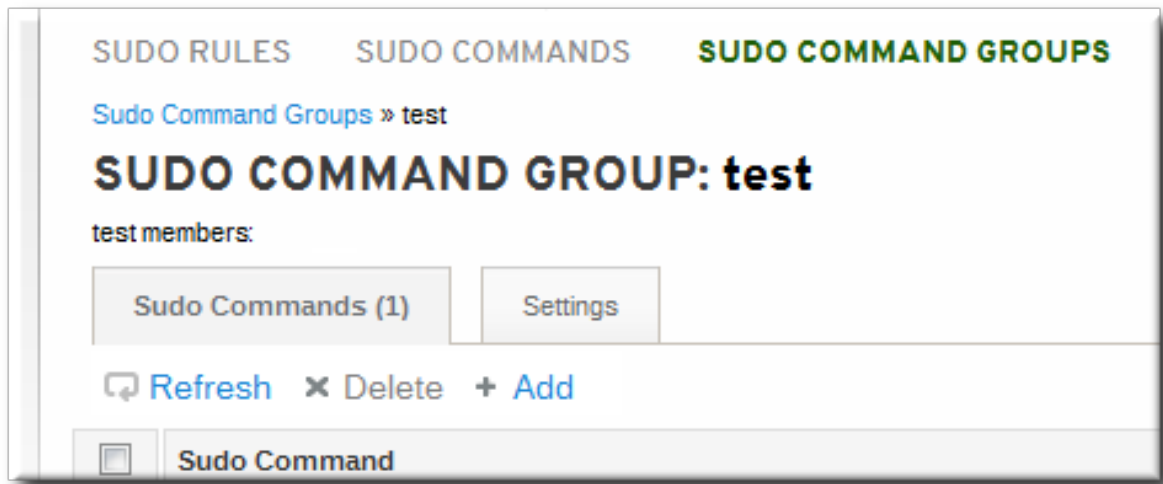 SUDO RULES SUDO COMMANDS SUDO COMMAND GROUPS
Sudo Command Groups » test
SUDO COMMAND GROUP: test
test members:
Sudo Commands (1) Settings
Refresh Delete + Add
Sudo Command